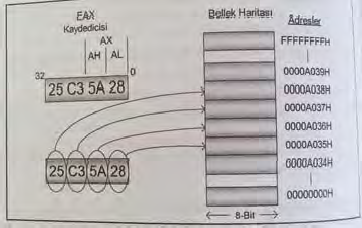 EAX
Kaydedicisi
AX
AH AL
32 0
25 C3 5A 28
25 C3 5A 28
Bellek Haritası
8-Bit
Adresler
FFFFFFFFH
0000A039H
0000A038H
0000A037H
0000A036H
0000A035H
0000A034H
00000000H